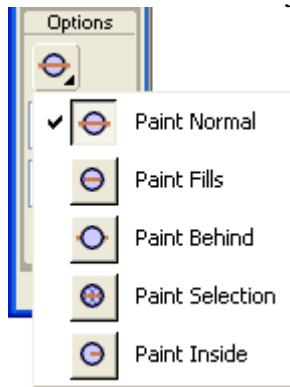 Options
Paint Normal
Paint Fills
Paint Behind
Paint Selection
Paint Inside